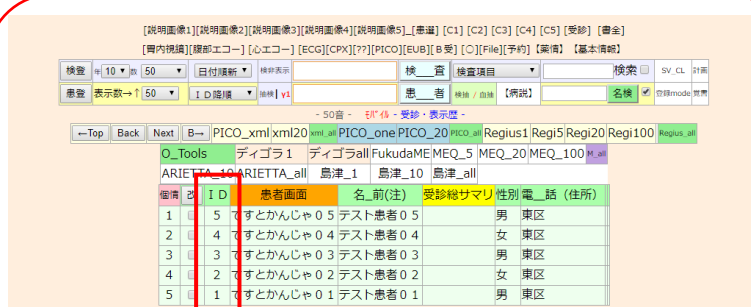 [説明画像1][説明画像2][説明画像3][説明画像4][説明画像5]_[患選] [C1] [C2] [C3] [C4] [C5] [受診] [書全]
[胃内視鏡][腹部エコー] [心エコー] [ECG][CPX][??][PICO][EUB][Ｂ受] [○][File][予約]【薬情】【基本情報】
検登 年 10 ▼ 数 50 ▼ 日付順新 ▼ 検非表示 検___査 検査項目 ▼ 検索 SV_CL 計画
患登 表示数→↑ 50 ▼ ＩＤ降順 ▼ 抽検 γ1 患___者 検抽 / 血抽 【病説】 名検 登録mode 覚書
- 50音 - ﾓﾊﾞｲﾙ - 受診・表示歴 -
←Top Back Next B→ PICO_xml xml20 xml_all PICO_one PICO_20 PICO_all Regius1 Regi5 Regi20 Regi100 Regius_all
O_Tools ディゴラ1 ディゴラall FukudaME MEQ_5 MEQ_20 MEQ_100 M_all
ARIETTA_10 ARIETTA_all 島津_1 島津_10 島津_all
個情 改 ＩＤ 患者画面 名_前(注) 受診総サマリ 性別 電__話（住所）
1 5 てすとかんじゃ０５ テスト患者０５ 男 東区
2 4 てすとかんじゃ０４ テスト患者０４ 女 東区
3 3 てすとかんじゃ０３ テスト患者０３ 男 東区
4 2 てすとかんじゃ０２ テスト患者０２ 女 東区
5 1 てすとかんじゃ０１ テスト患者０１ 男 東区